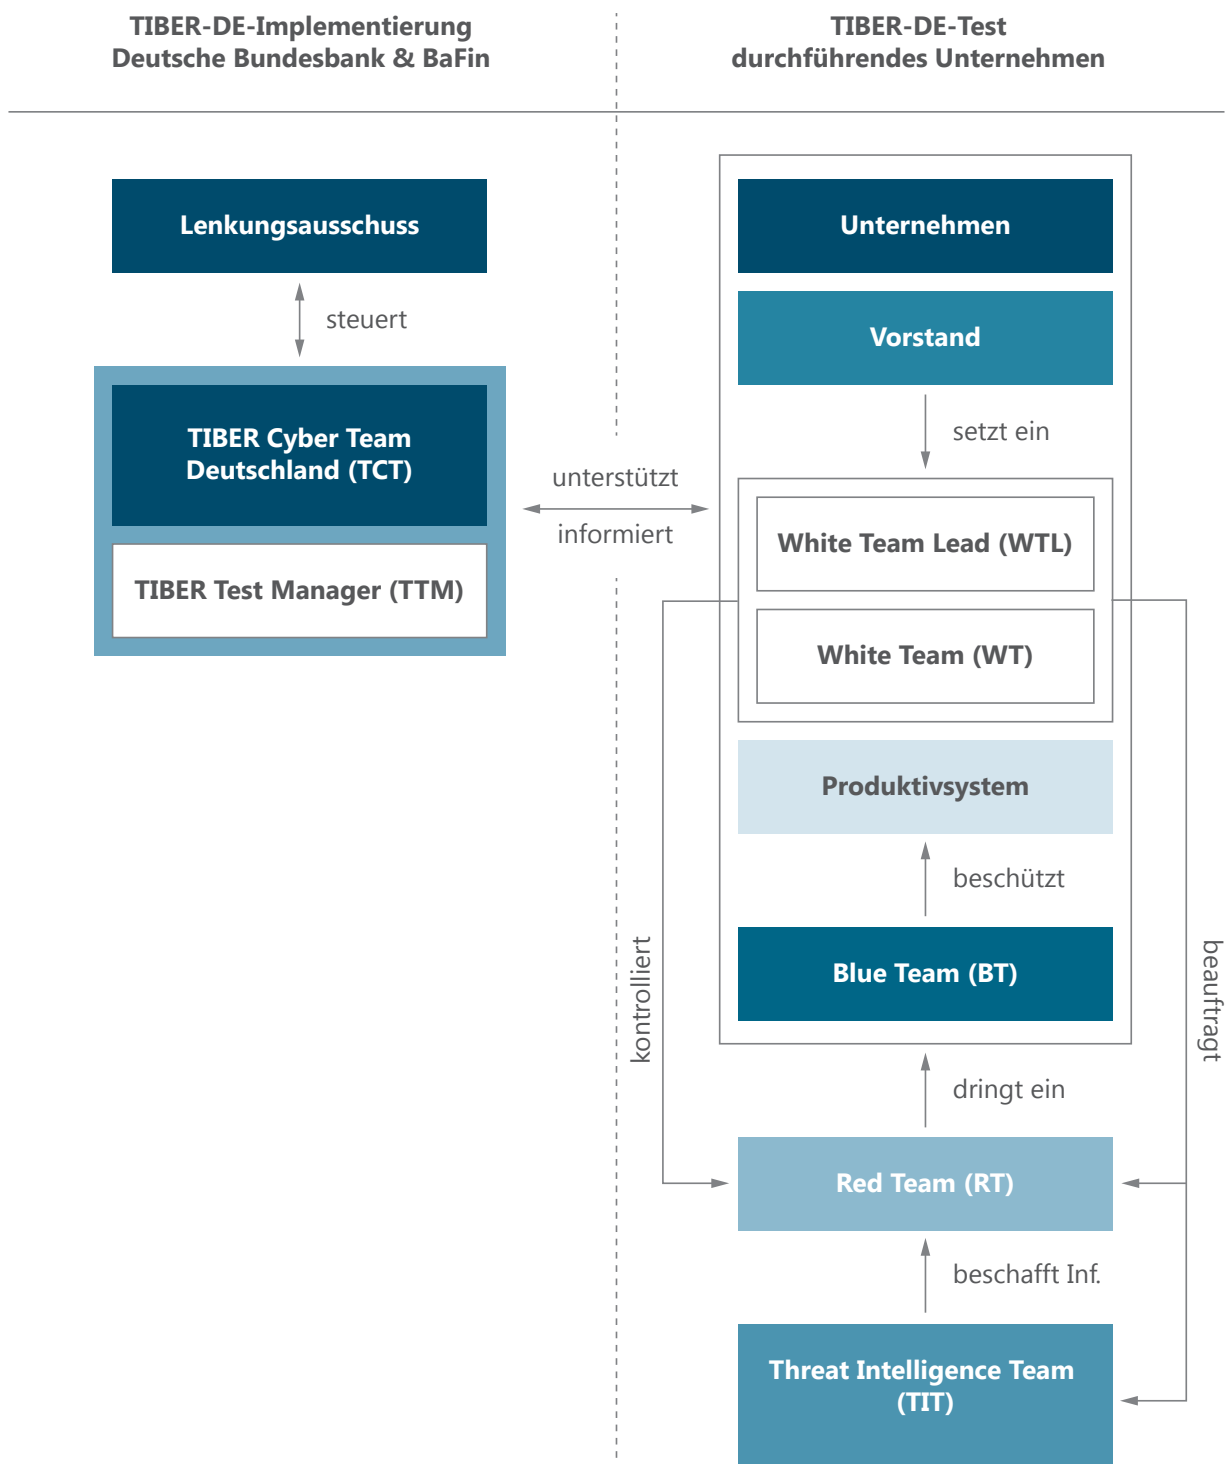 TIBER-DE-Implementierung
Deutsche Bundesbank & BaFin
TIBER-DE-Test
durchführendes Unternehmen
Lenkungsausschuss
steuert
TIBER Cyber Team
Deutschland (TCT)
TIBER Test Manager (TTM)
unterstützt
informiert
Unternehmen
Vorstand
setzt ein
White Team Lead (WTL)
White Team (WT)
Produktivsystem
beschützt
Blue Team (BT)
kontrolliert
beauftragt
dringt ein
Red Team (RT)
beschafft Inf.
Threat Intelligence Team
(TIT)